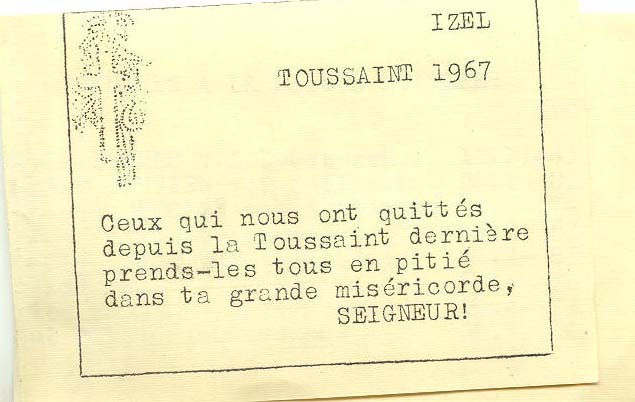 IZEL
TOUSSAINT 1967
Ceux qui nous ont quittés
depuis la Toussaint dernière
prends-les tous en pitié
dans ta grande miséricorde,
SEIGNEUR!